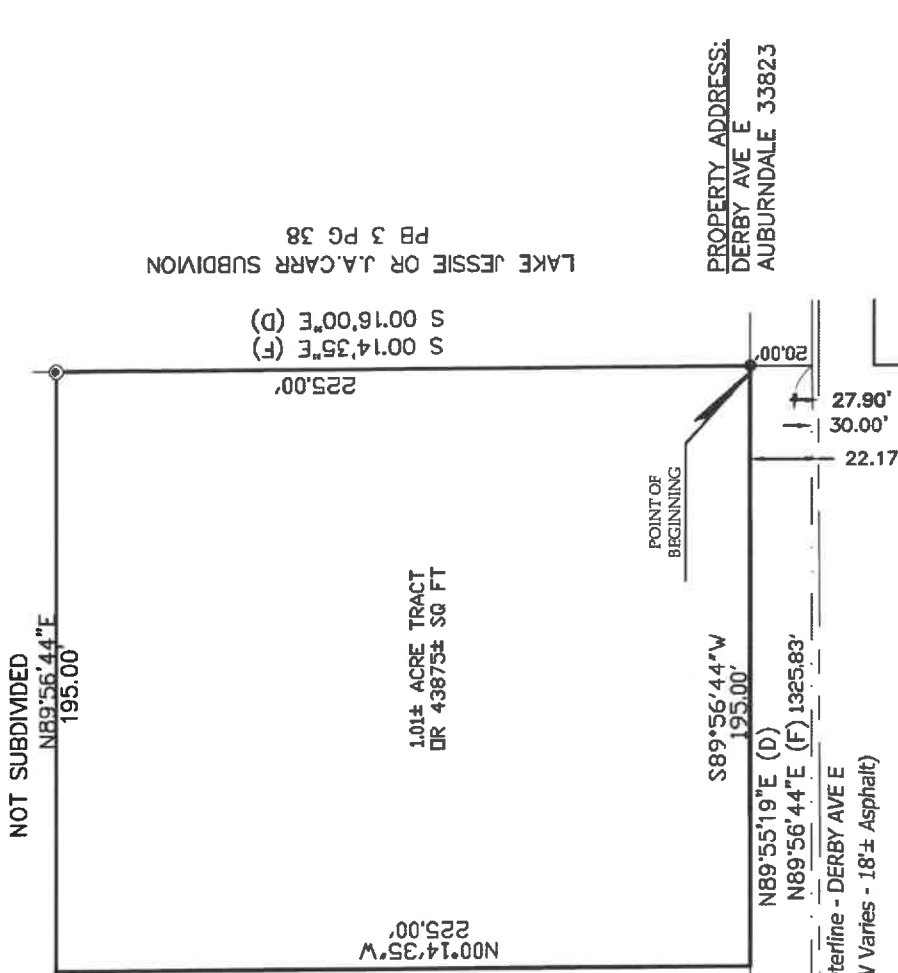 NOT SUBDIVIDED
N89°56'44"E
195.00'
LAKE JESSIE OR J.A.CARR SUBDIVION
PB 3 PG 38
S 00°14'35"E (F)
S 00°16'00"E (D)
225.00'
PROPERTY ADDRESS:
DERBY AVE E
AUBURNDALE 33823
20.00'
27.90'
30.00'
22.17
POINT OF
BEGINNING
1.01± ACRE TRACT
OR 43875± SQ FT
S89°56'44"W
195.00'
N89°55'19"E (D)
N89°56'44"E (F) 1325.83'
N00°14'35"W
225.00'
terline - DERBY AVE E
Varies - 18'± Asphalt)